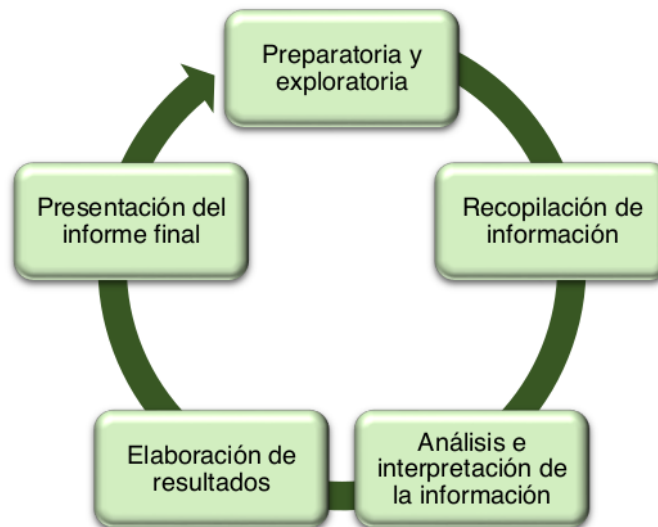 Preparatoria y
exploratoria
Recopilación de
información
Análisis e
interpretación de
la información
Elaboración de
resultados
Presentación del
informe final